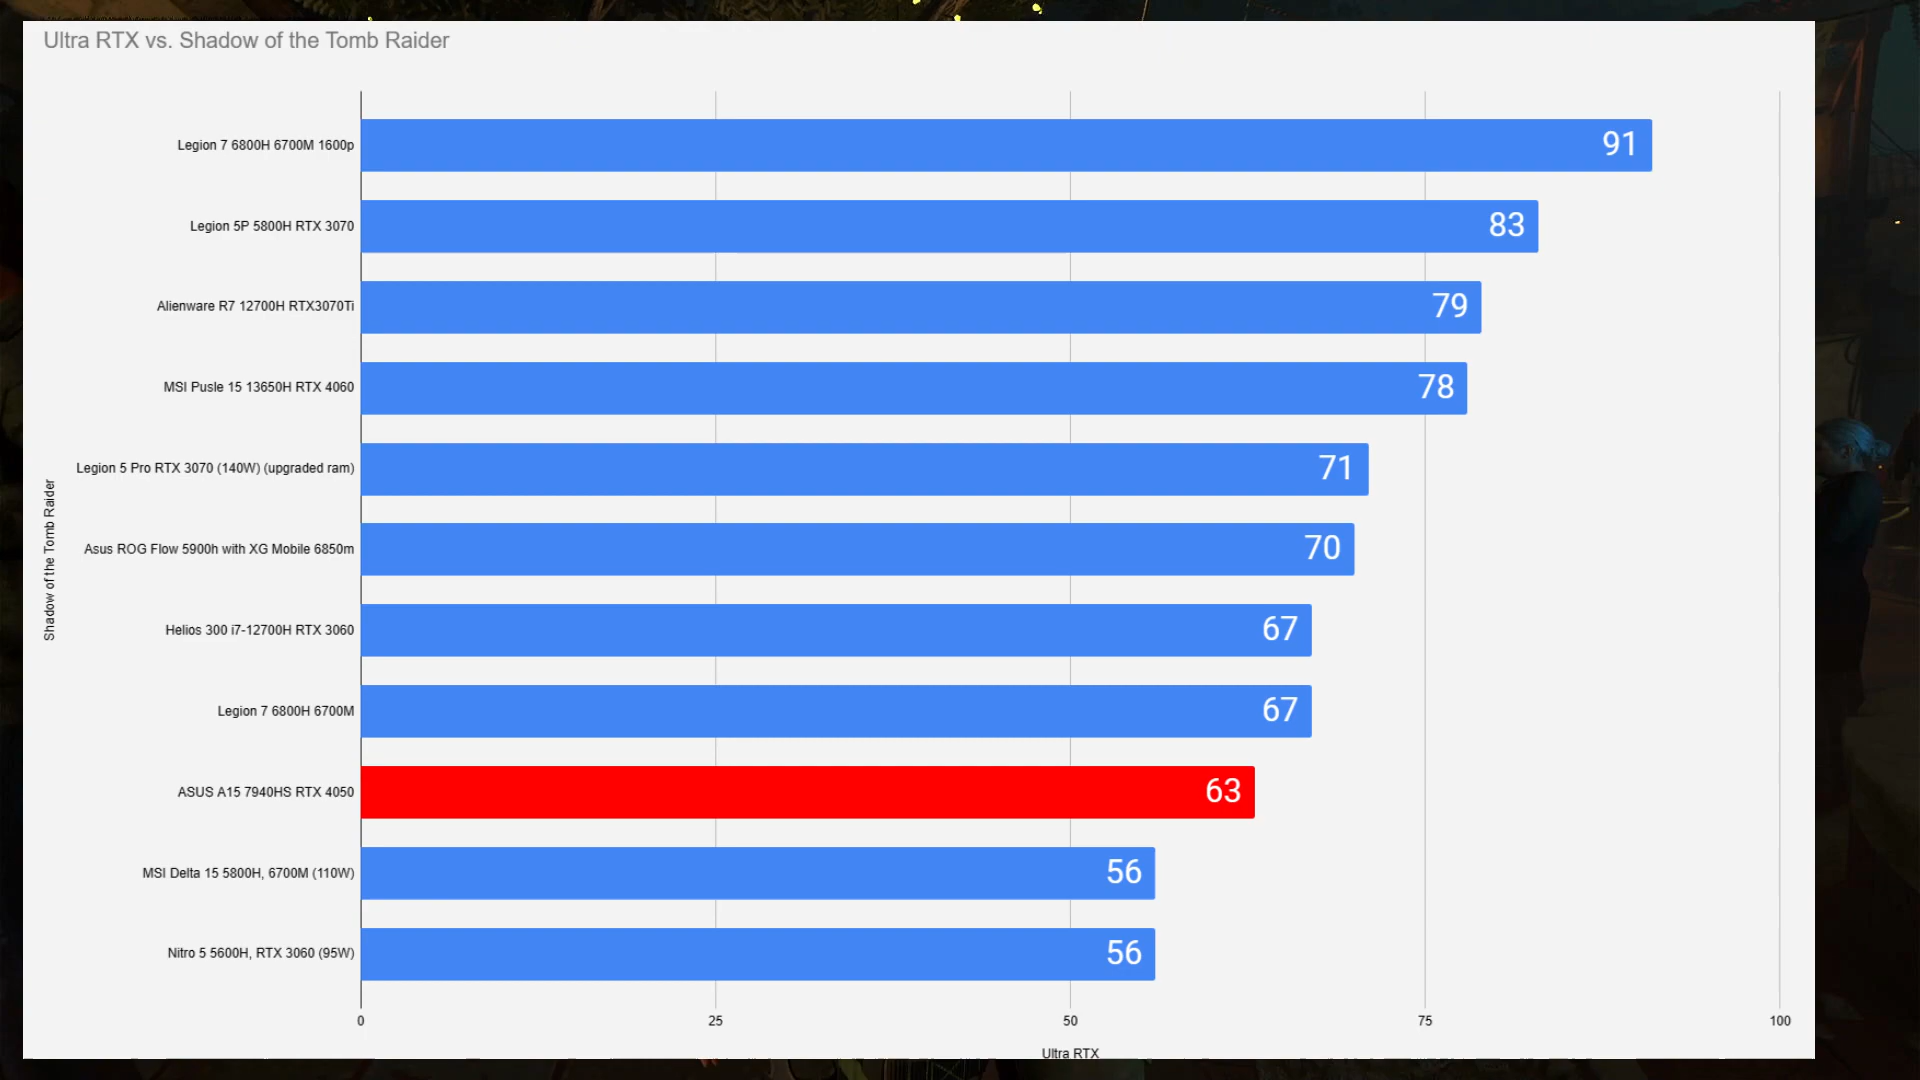 Ultra RTX vs. Shadow of the Tomb Raider
Legion 7 6800H 6700M 1600p
91
Legion 5P 5800H RTX 3070
83
Alienware R7 12700H RTX3070Ti
79
MSI Pusle 15 13650H RTX 4060
78
Legion 5 Pro RTX 3070 (140W) (upgraded ram)
71
Asus ROG Flow 5900h with XG Mobile 6850m
70
Helios 300 i7-12700H RTX 3060
67
Legion 7 6800H 6700M
67
ASUS A15 7940HS RTX 4050
63
MSI Delta 15 5800H, 6700M (110W)
56
Nitro 5 5600H, RTX 3060 (95W)
56
Shadow of the Tomb Raider
0
25
50
75
100
Ultra RTX